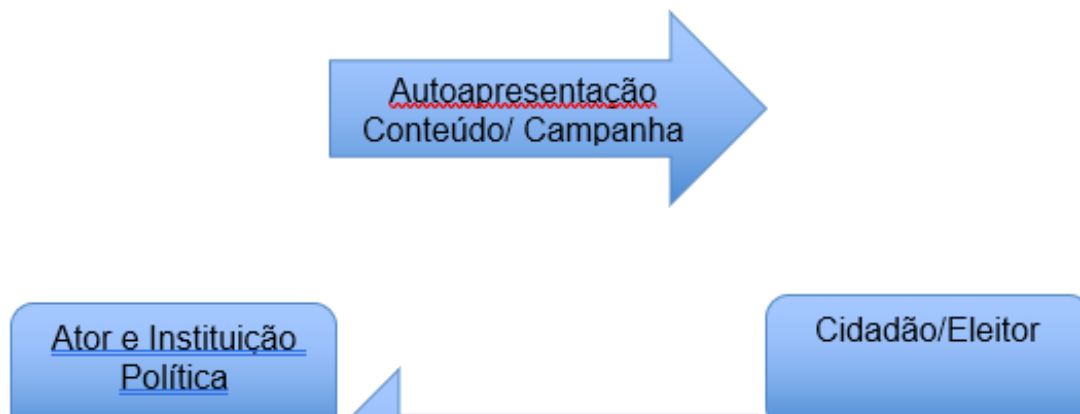 Autoapresentação
Conteúdo/ Campanha
Ator e Instituição
Política
Cidadão/Eleitor